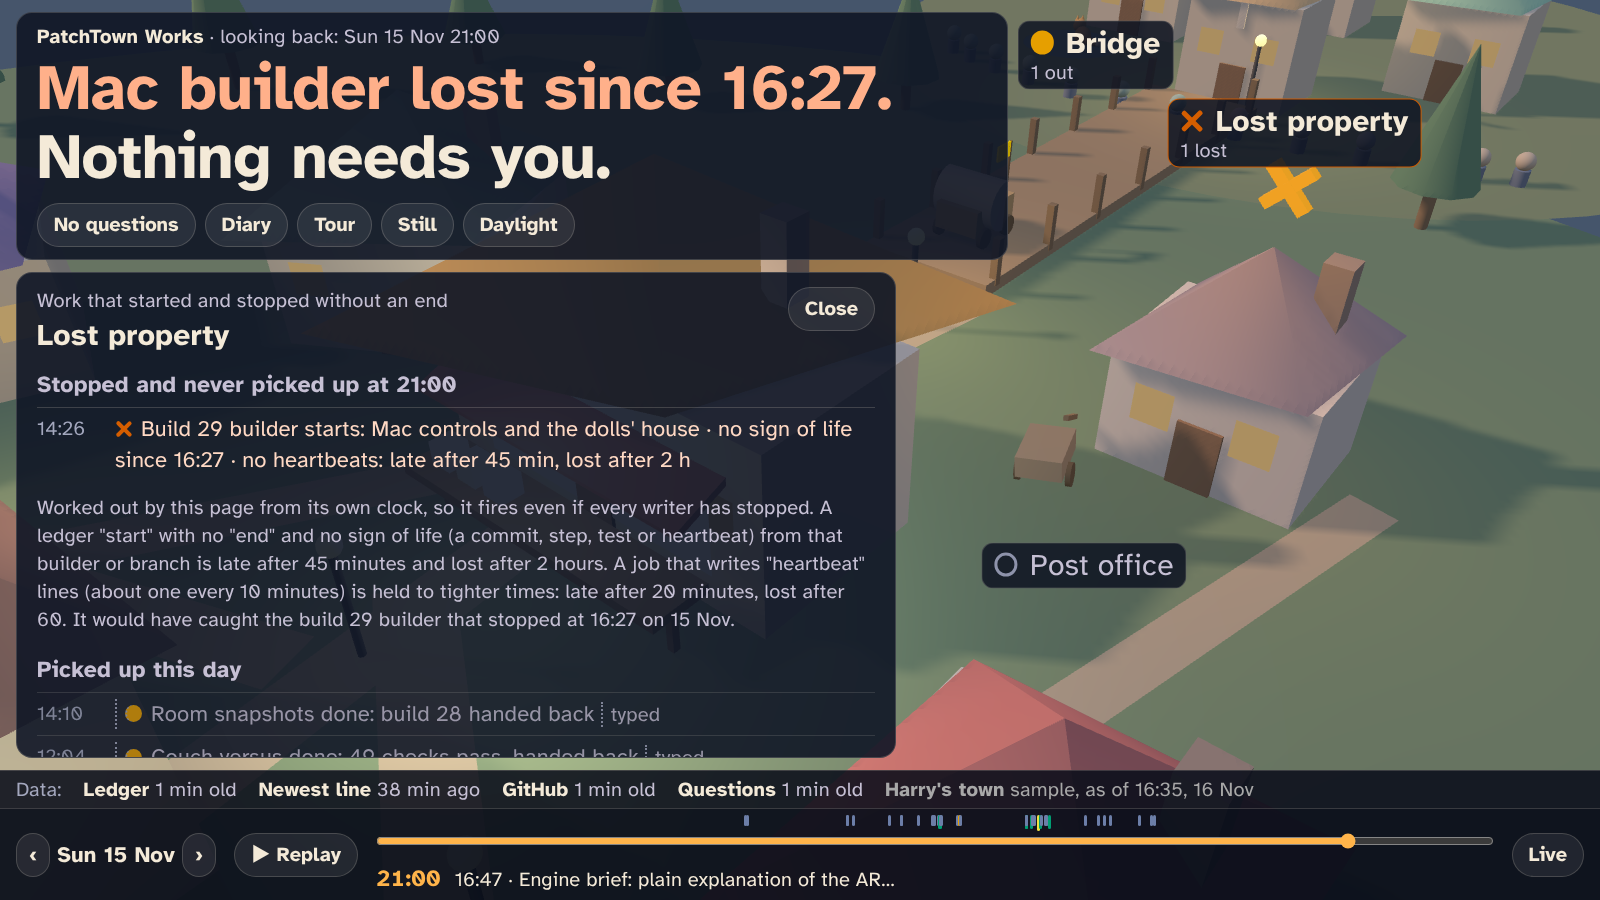 PatchTown Works · looking back: Sun 15 Nov 21:00
Mac builder lost since 16:27.
Nothing needs you.
No questions
Diary
Tour
Still
Daylight
Bridge
1 out
Lost property
1 lost
Work that started and stopped without an end
Close
Lost property
Stopped and never picked up at 21:00
14:26 Build 29 builder starts: Mac controls and the dolls' house · no sign of life
since 16:27 · no heartbeats: late after 45 min, lost after 2 h
Worked out by this page from its own clock, so it fires even if every writer has stopped. A
ledger "start" with no "end" and no sign of life (a commit, step, test or heartbeat) from that
builder or branch is late after 45 minutes and lost after 2 hours. A job that writes "heartbeat"
lines (about one every 10 minutes) is held to tighter times: late after 20 minutes, lost after
60. It would have caught the build 29 builder that stopped at 16:27 on 15 Nov.
Picked up this day
14:10 Room snapshots done: build 28 handed back typed
12:04 Couch versus done: 49 checks pass, handed back typed
Post office
Data: Ledger 1 min old Newest line 38 min ago GitHub 1 min old Questions 1 min old Harry's town sample, as of 16:35, 16 Nov
‹ Sun 15 Nov › Replay
Live
21:00 16:47 · Engine brief: plain explanation of the AR...